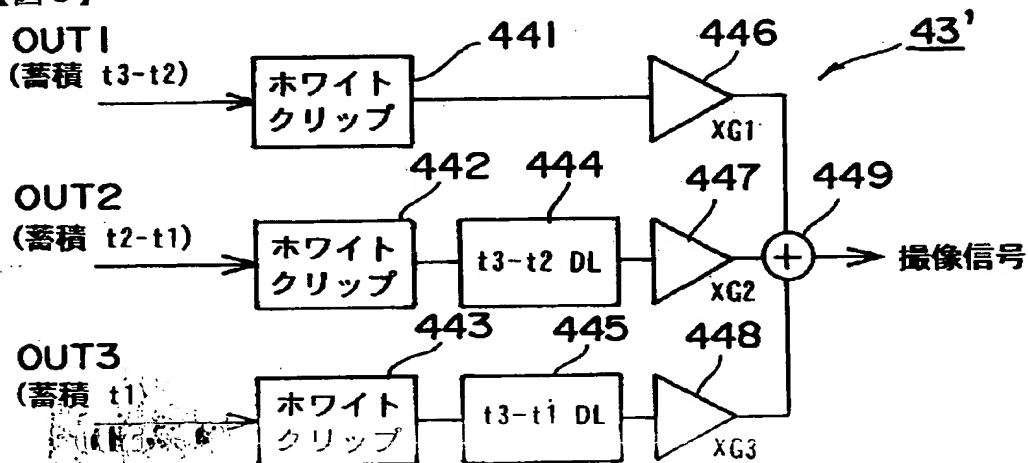 OUT1
(蓄積 t3-t2)
441
ホワイト
クリップ
446
XG1
43'
OUT2
(蓄積 t2-t1)
442
ホワイト
クリップ
444
t3-t2 DL
447
XG2
449
+
撮像信号
OUT3
(蓄積 t1)
443
ホワイト
クリップ
445
t3-t1 DL
448
XG3